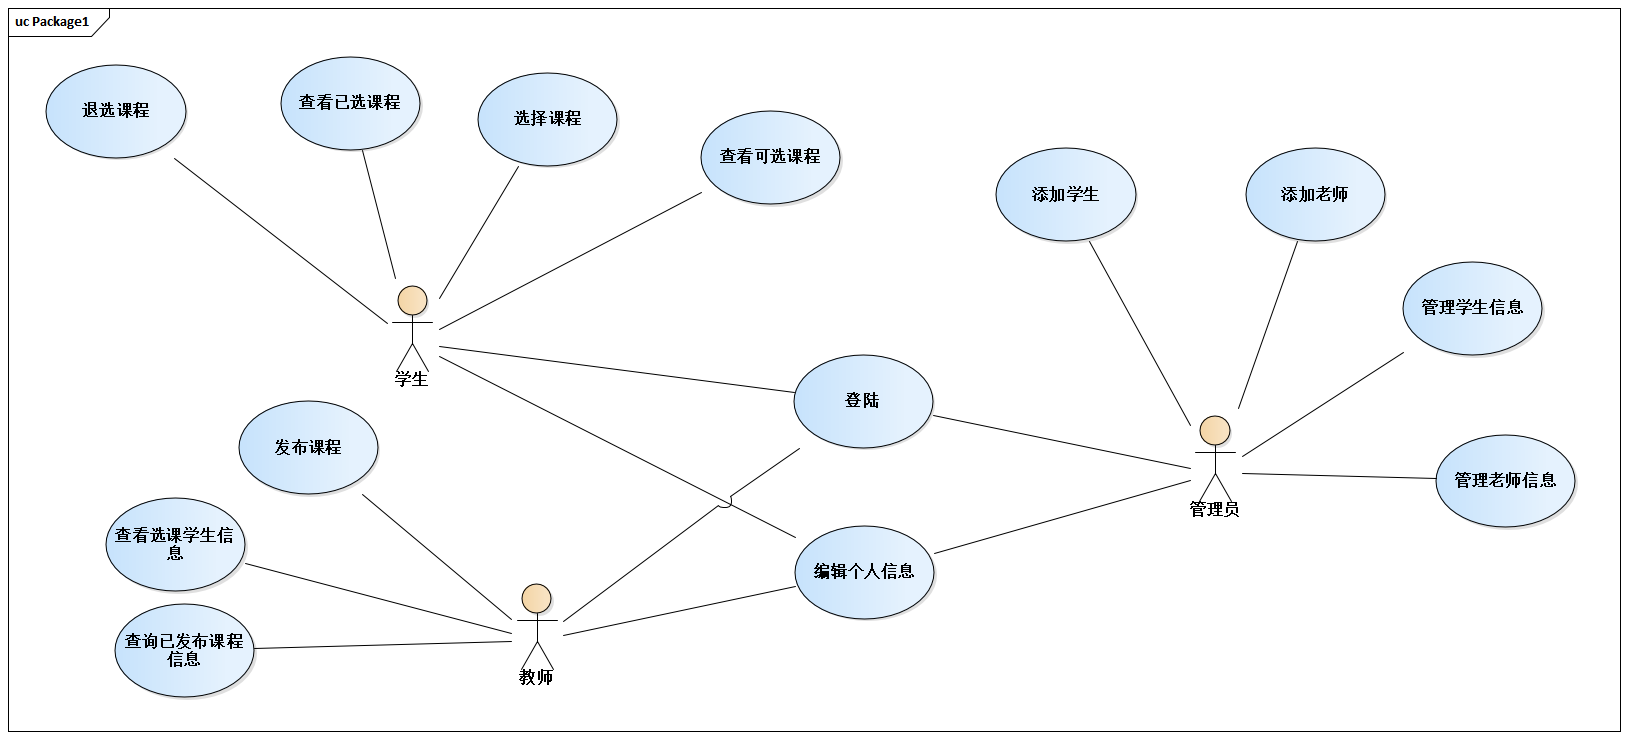 uc Package1
退选课程
查看已选课程
选择课程
查看可选课程
添加学生
添加老师
管理学生信息
学生
登陆
发布课程
管理老师信息
管理员
查看选课学生信
息
编辑个人信息
查询已发布课程
信息
教师